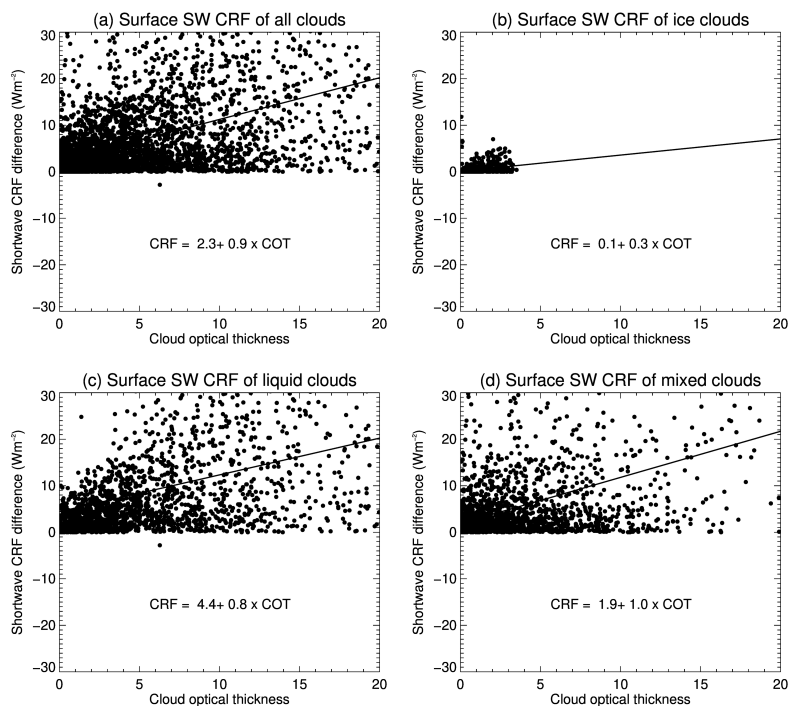 (a) Surface SW CRF of all clouds
30
20
10
0
−10
−20
−30
Shortwave CRF difference (Wm⁻²)
CRF = 2.3+ 0.9 x COT
0 5 10 15 20
Cloud optical thickness
(b) Surface SW CRF of ice clouds
30
20
10
0
−10
−20
−30
Shortwave CRF difference (Wm⁻²)
CRF = 0.1+ 0.3 x COT
0 5 10 15 20
Cloud optical thickness
(c) Surface SW CRF of liquid clouds
30
20
10
0
−10
−20
−30
Shortwave CRF difference (Wm⁻²)
CRF = 4.4+ 0.8 x COT
0 5 10 15 20
Cloud optical thickness
(d) Surface SW CRF of mixed clouds
30
20
10
0
−10
−20
−30
Shortwave CRF difference (Wm⁻²)
CRF = 1.9+ 1.0 x COT
0 5 10 15 20
Cloud optical thickness